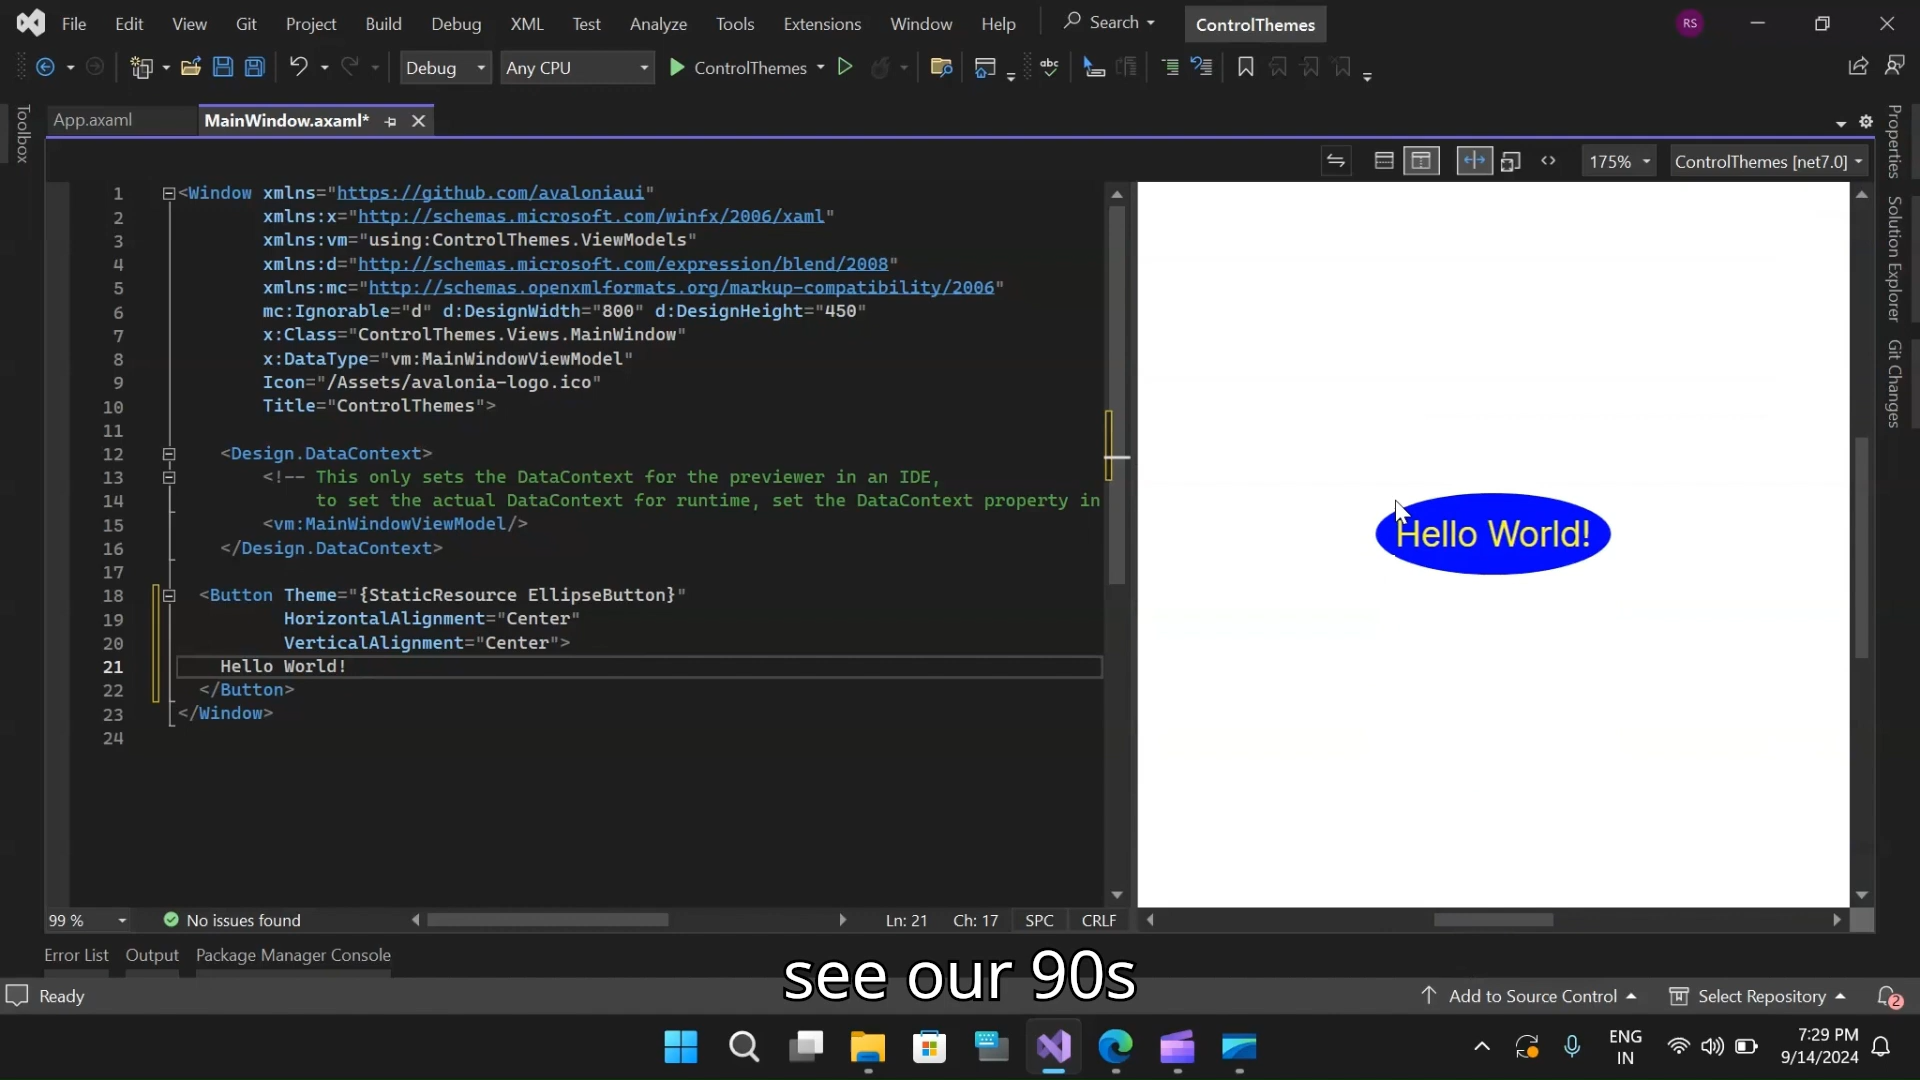 File Edit View Git Project Build Debug XML Test Analyze Tools Extensions Window Help Search ControlThemes RS
Debug Any CPU ControlThemes abc
Toolbox
App.axaml MainWindow.axaml*
175% ControlThemes [net7.0]
1 <Window xmlns="https://github.com/avaloniaui"
2 xmlns:x="http://schemas.microsoft.com/winfx/2006/xaml"
3 xmlns:vm="using:ControlThemes.ViewModels"
4 xmlns:d="http://schemas.microsoft.com/expression/blend/2008"
5 xmlns:mc="http://schemas.openxmlformats.org/markup-compatibility/2006"
6 mc:Ignorable="d" d:DesignWidth="800" d:DesignHeight="450"
7 x:Class="ControlThemes.Views.MainWindow"
8 x:DataType="vm:MainWindowViewModel"
9 Icon="/Assets/avalonia-logo.ico"
10 Title="ControlThemes">
11
12 <Design.DataContext>
13 <!-- This only sets the DataContext for the previewer in an IDE,
14 to set the actual DataContext for runtime, set the DataContext property in
15 <vm:MainWindowViewModel/>
16 </Design.DataContext>
17
18 <Button Theme="{StaticResource EllipseButton}"
19 HorizontalAlignment="Center"
20 VerticalAlignment="Center">
21 Hello World!
22 </Button>
23 </Window>
24
Hello World!
Properties
Solution Explorer
Git Changes
99 % No issues found Ln: 21 Ch: 17 SPC CRLF
Error List Output Package Manager Console
see our 90s
Ready Add to Source Control Select Repository 2
ENG
IN
7:29 PM
9/14/2024